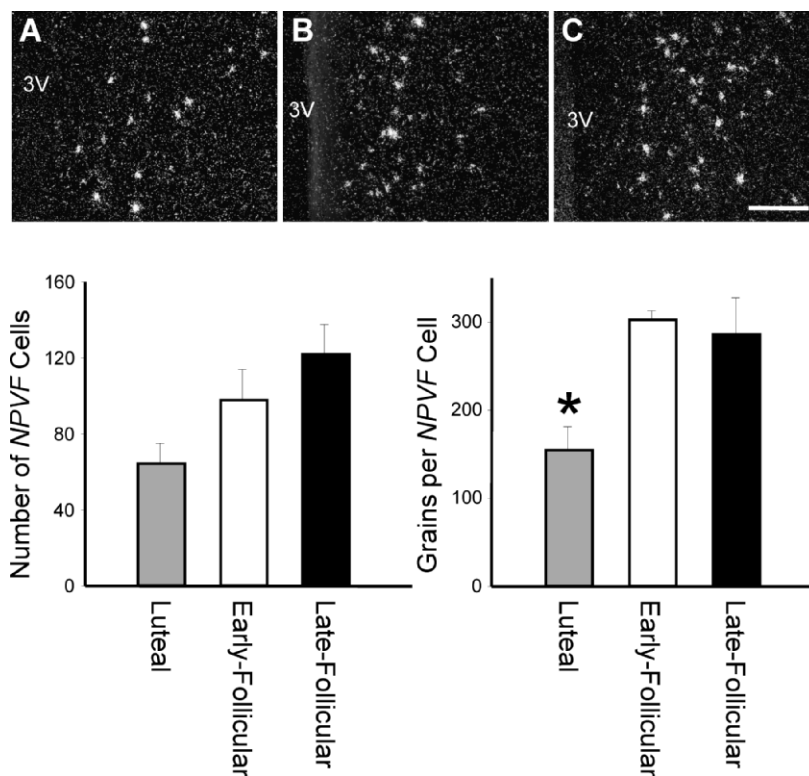 A
B
C
3V
3V
3V
Number of NPVF Cells
160
120
80
40
0
Luteal
Early-Follicular
Late-Follicular
Grains per NPVF Cell
300
200
100
0
*
Luteal
Early-Follicular
Late-Follicular